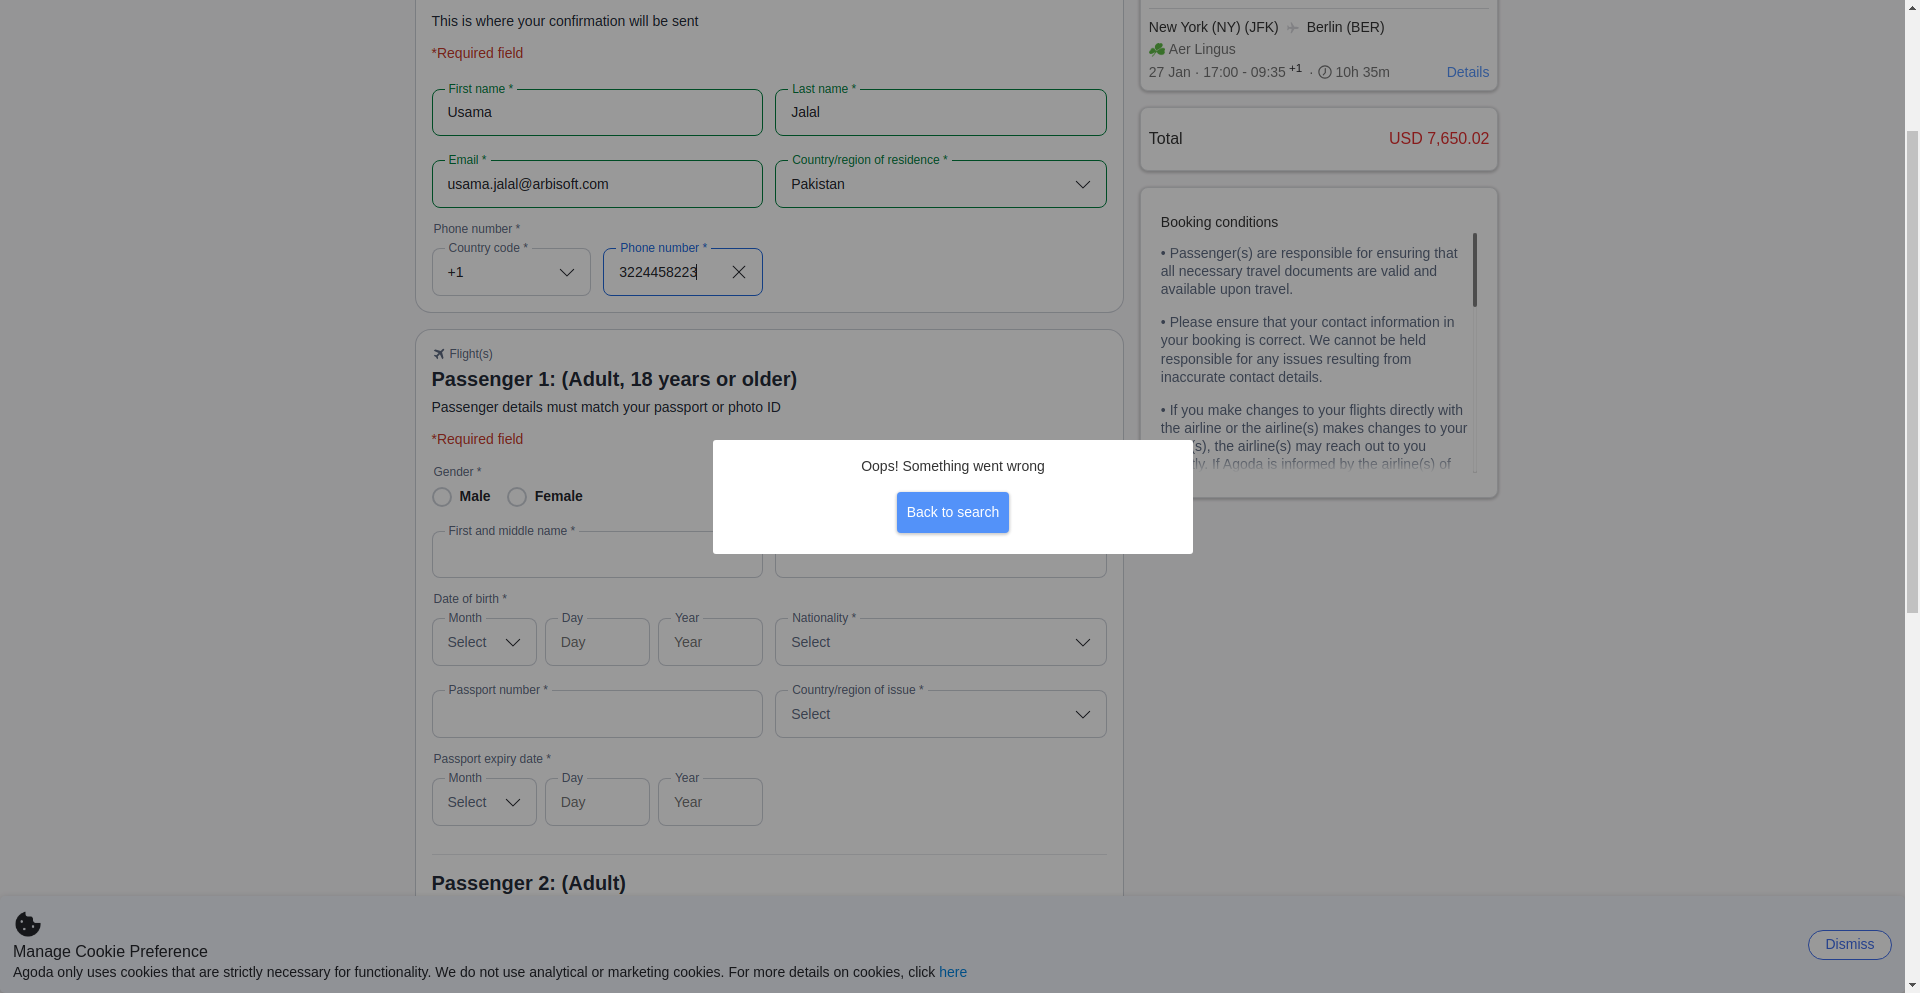 This is where your confirmation will be sent
*Required field
First name *
Usama
Last name *
Jalal
Email *
usama.jalal@arbisoft.com
Country/region of residence *
Pakistan
Phone number *
Country code *
+1
Phone number *
3224458223
Flight(s)
Passenger 1: (Adult, 18 years or older)
Passenger details must match your passport or photo ID
*Required field
Gender *
Male
Female
First and middle name *
Date of birth *
Month
Select
Day
Day
Year
Year
Nationality *
Select
Passport number *
Country/region of issue *
Select
Passport expiry date *
Month
Select
Day
Day
Year
Year
Passenger 2: (Adult)
New York (NY) (JFK) Berlin (BER)
Aer Lingus
27 Jan · 17:00 - 09:35 +1 · 10h 35m
Details
Total
USD 7,650.02
Booking conditions
• Passenger(s) are responsible for ensuring that
all necessary travel documents are valid and
available upon travel.
• Please ensure that your contact information in
your booking is correct. We cannot be held
responsible for any issues resulting from
inaccurate contact details.
• If you make changes to your flights directly with
the airline or the airline(s) makes changes to your
(s), the airline(s) may reach out to you
If Agoda is informed by the airline(s) of
Oops! Something went wrong
Back to search
Manage Cookie Preference
Agoda only uses cookies that are strictly necessary for functionality. We do not use analytical or marketing cookies. For more details on cookies, click here
Dismiss